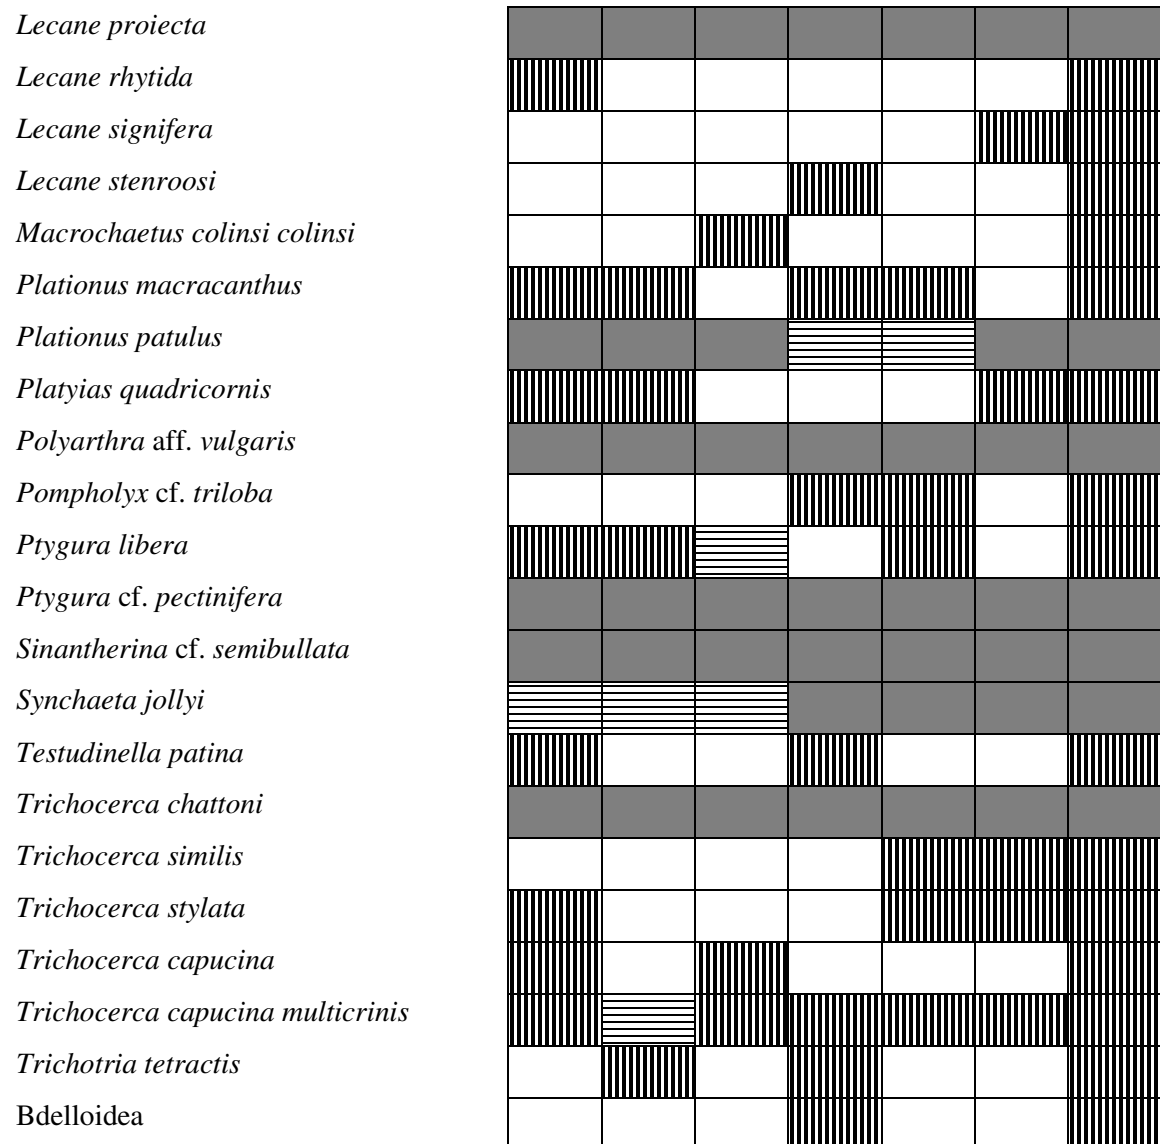 Lecane proiecta
Lecane rhytida
Lecane signifera
Lecane stenroosi
Macrochaetus colinsi colinsi
Plationus macracanthus
Plationus patulus
Platyias quadricornis
Polyarthra aff. vulgaris
Pompholyx cf. triloba
Ptygura libera
Ptygura cf. pectinifera
Sinantherina cf. semibullata
Synchaeta jollyi
Testudinella patina
Trichocerca chattoni
Trichocerca similis
Trichocerca stylata
Trichocerca capucina
Trichocerca capucina multicrinis
Trichotria tetractis
Bdelloidea